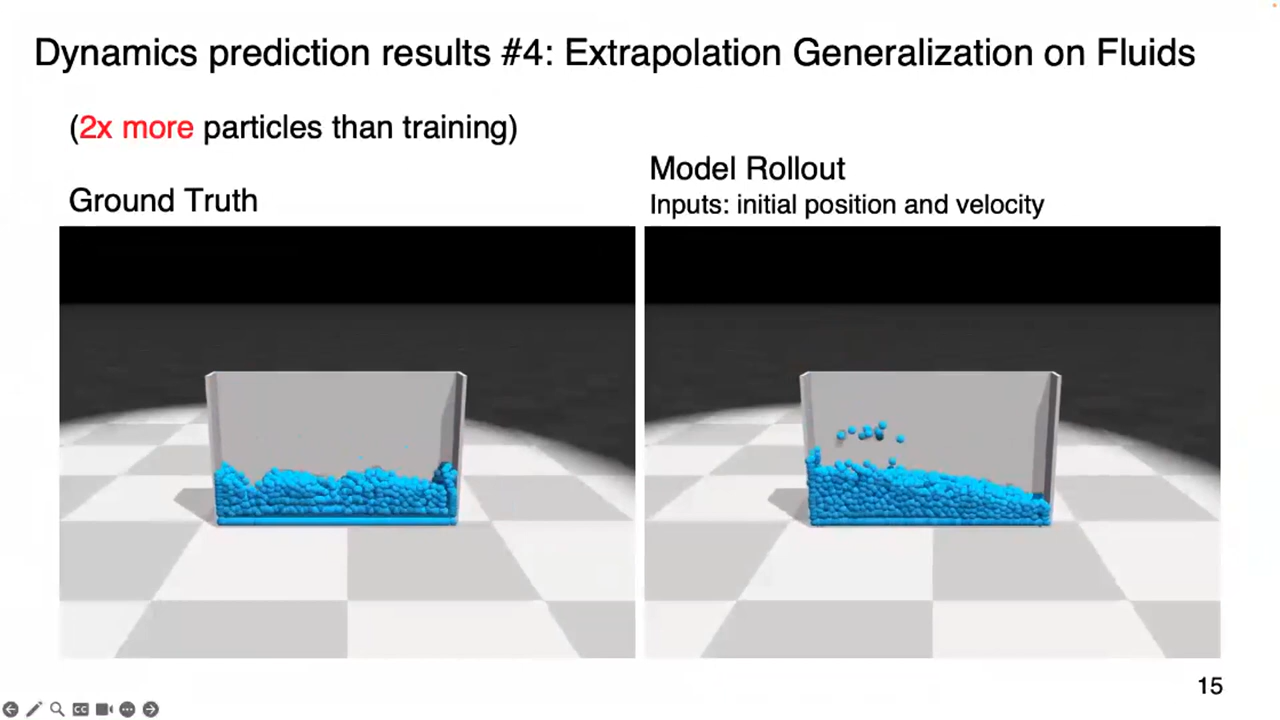 Dynamics prediction results #4: Extrapolation Generalization on Fluids
(2x more particles than training)
Ground Truth
Model Rollout
Inputs: initial position and velocity
15
CC